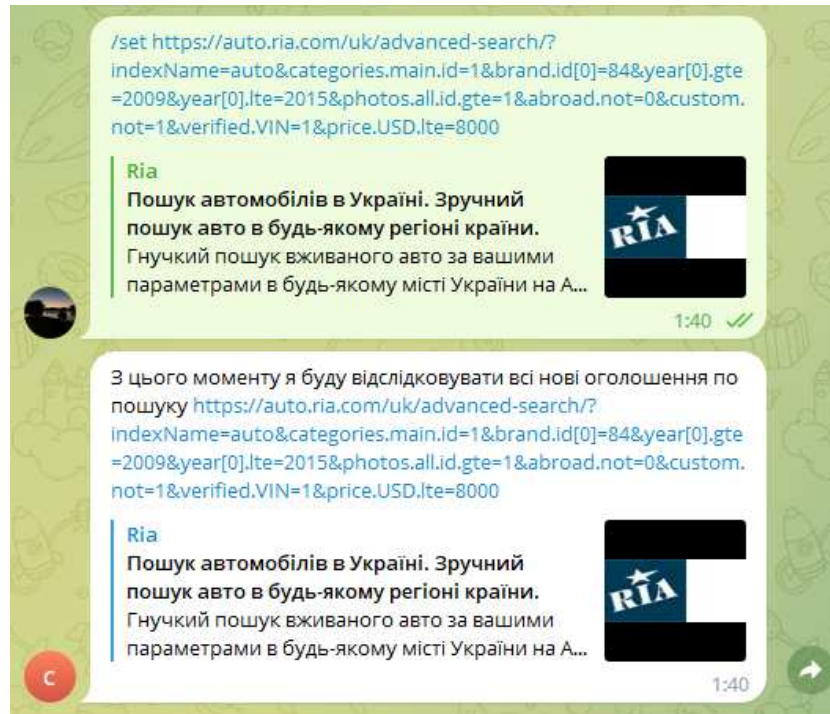 /set https://auto.ria.com/uk/advanced-search/?
indexName=auto&categories.main.id=1&brand.id[0]=84&year[0].gte
=2009&year[0].lte=2015&photos.all.id.gte=1&abroad.not=0&custom.
not=1&verified.VIN=1&price.USD.lte=8000
Ria
Пошук автомобілів в Україні. Зручний
пошук авто в будь-якому регіоні країни.
Гнучкий пошук вживаного авто за вашими
параметрами в будь-якому місті України на А...
RIA
1:40
З цього моменту я буду відслідковувати всі нові оголошення по
пошуку https://auto.ria.com/uk/advanced-search/?
indexName=auto&categories.main.id=1&brand.id[0]=84&year[0].gte
=2009&year[0].lte=2015&photos.all.id.gte=1&abroad.not=0&custom.
not=1&verified.VIN=1&price.USD.lte=8000
Ria
Пошук автомобілів в Україні. Зручний
пошук авто в будь-якому регіоні країни.
Гнучкий пошук вживаного авто за вашими
параметрами в будь-якому місті України на А...
RIA
C
1:40